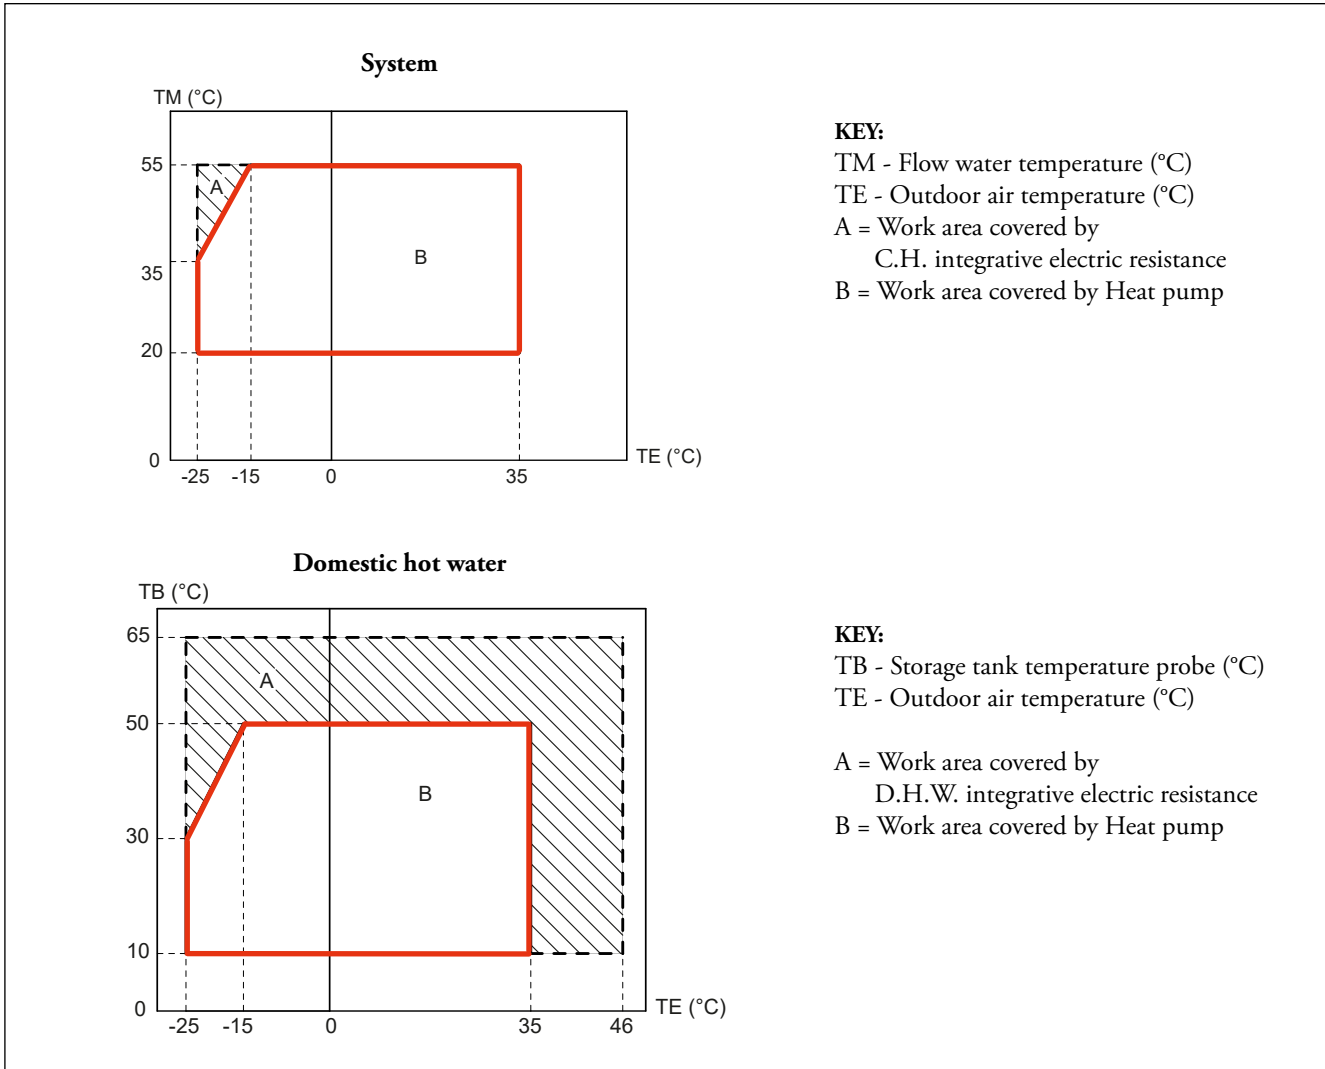 System
TM (°C)
KEY:
TM - Flow water temperature (°C)
TE - Outdoor air temperature (°C)
A = Work area covered by
C.H. integrative electric resistance
B = Work area covered by Heat pump
55
A
B
35
20
0
TE (°C)
-25 -15 0 35
Domestic hot water
TB (°C)
KEY:
TB - Storage tank temperature probe (°C)
TE - Outdoor air temperature (°C)
A = Work area covered by
D.H.W. integrative electric resistance
B = Work area covered by Heat pump
65
A
50
B
30
10
0
TE (°C)
-25 -15 0 35 46